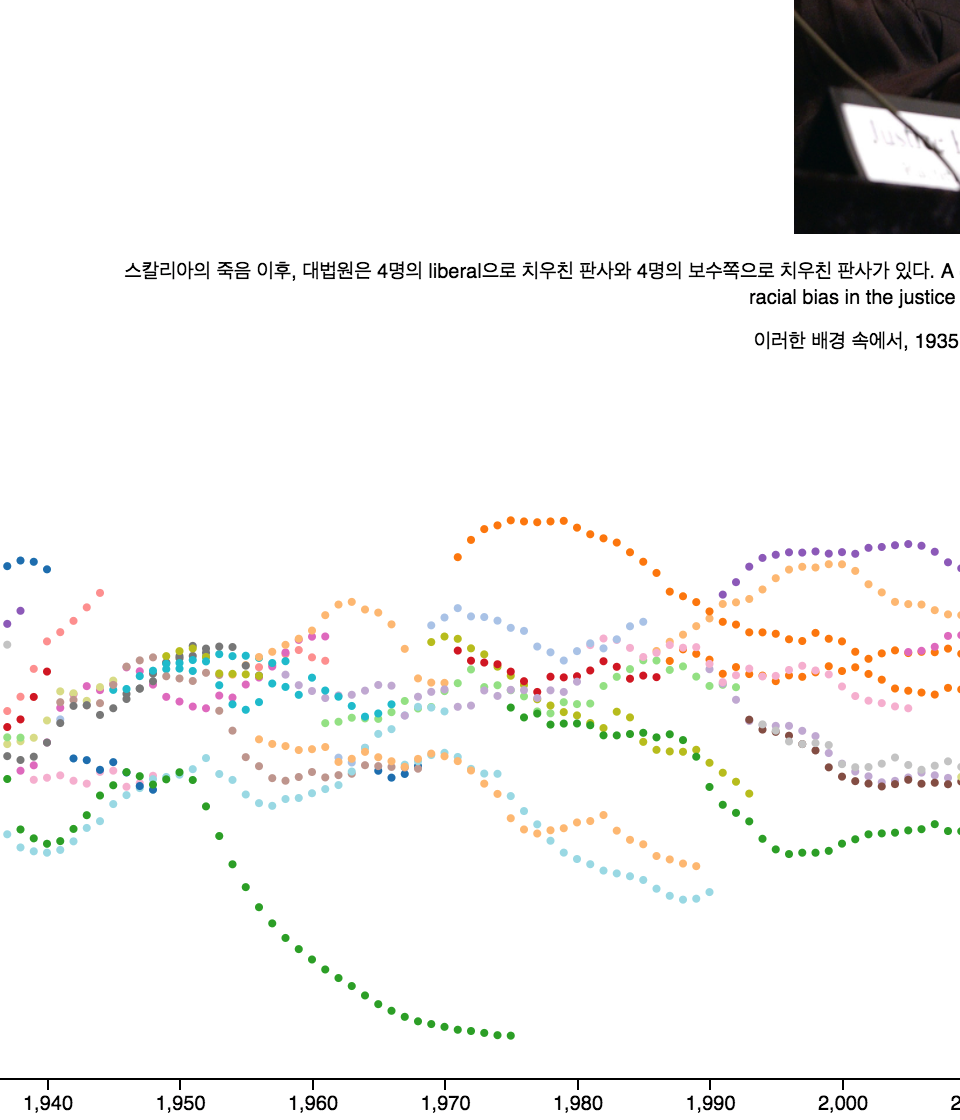 Justice
스칼리아의 죽음 이후, 대법원은 4명의 liberal으로 치우친 판사와 4명의 보수쪽으로 치우친 판사가 있다. A
racial bias in the justice
이러한 배경 속에서, 1935
1,940 1,950 1,960 1,970 1,980 1,990 2,000 2